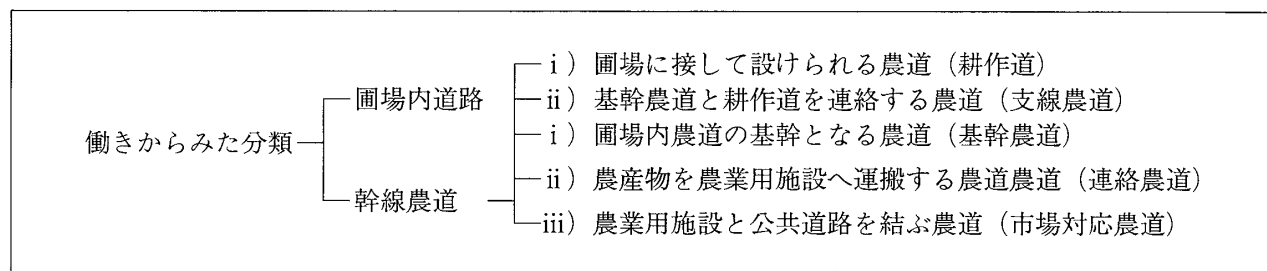 i）圃場に接して設けられる農道（耕作道）
圃場内道路
ii）基幹農道と耕作道を連絡する農道（支線農道）
働きからみた分類
i）圃場内農道の基幹となる農道（基幹農道）
幹線農道
ii）農産物を農業用施設へ運搬する農道農道（連絡農道）
iii）農業用施設と公共道路を結ぶ農道（市場対応農道）